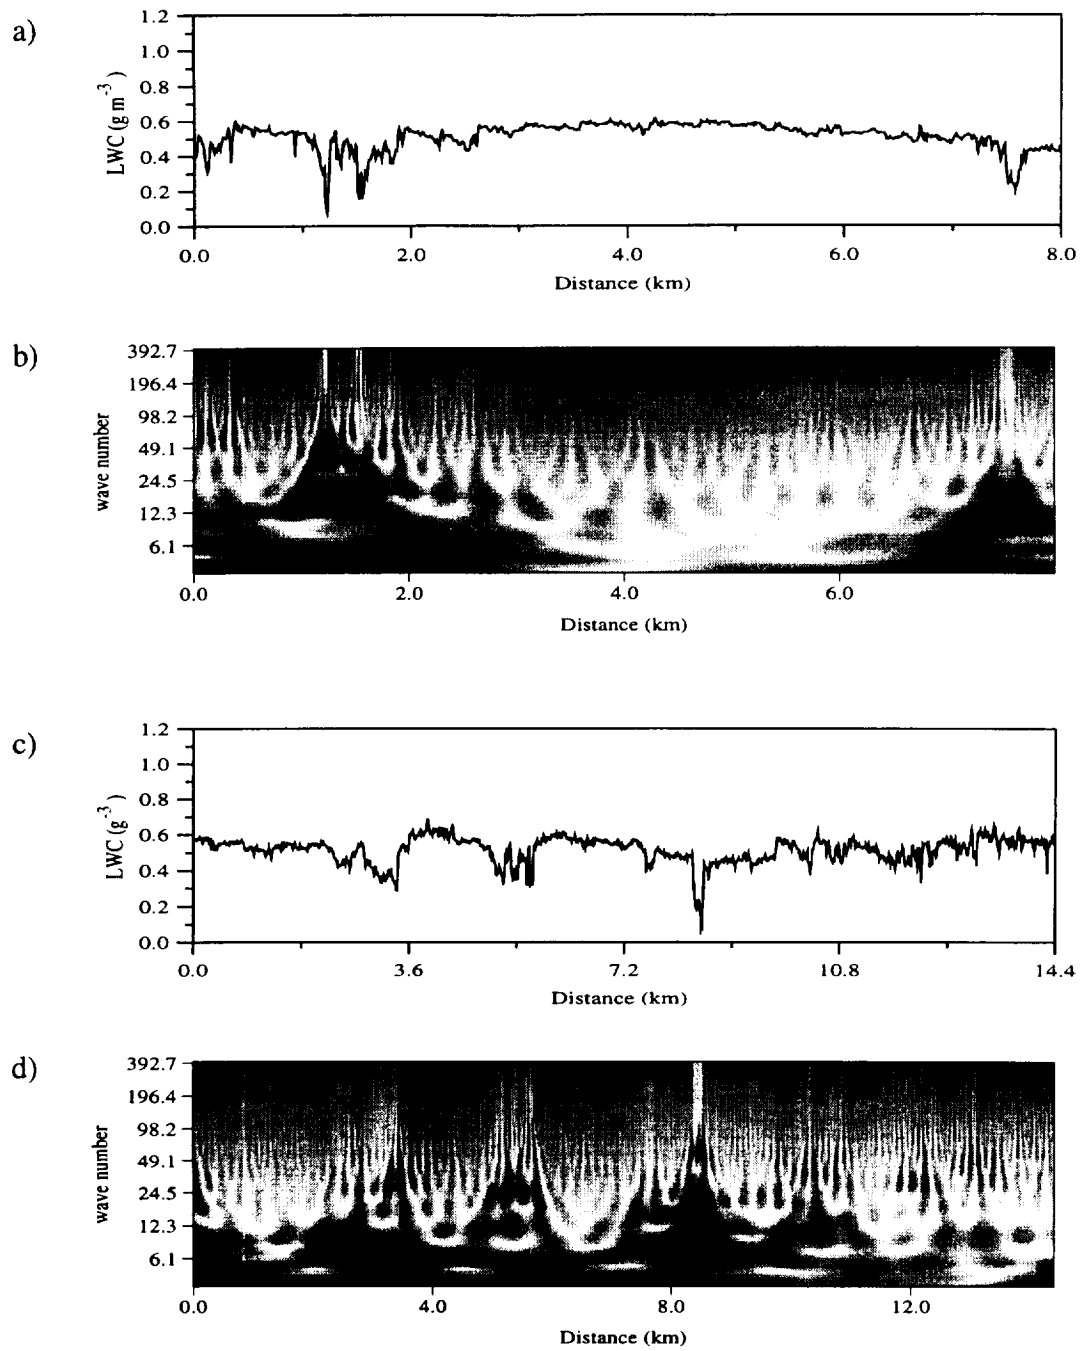 a)
LWC (g m-3)
1.2
1.0
0.8
0.6
0.4
0.2
0.0
0.0 2.0 4.0 6.0 8.0
Distance (km)
b)
wave number
392.7
196.4
98.2
49.1
24.5
12.3
6.1
0.0 2.0 4.0 6.0
Distance (km)
c)
LWC (g-3)
1.2
1.0
0.8
0.6
0.4
0.2
0.0
0.0 3.6 7.2 10.8 14.4
Distance (km)
d)
wave number
392.7
196.4
98.2
49.1
24.5
12.3
6.1
0.0 4.0 8.0 12.0
Distance (km)